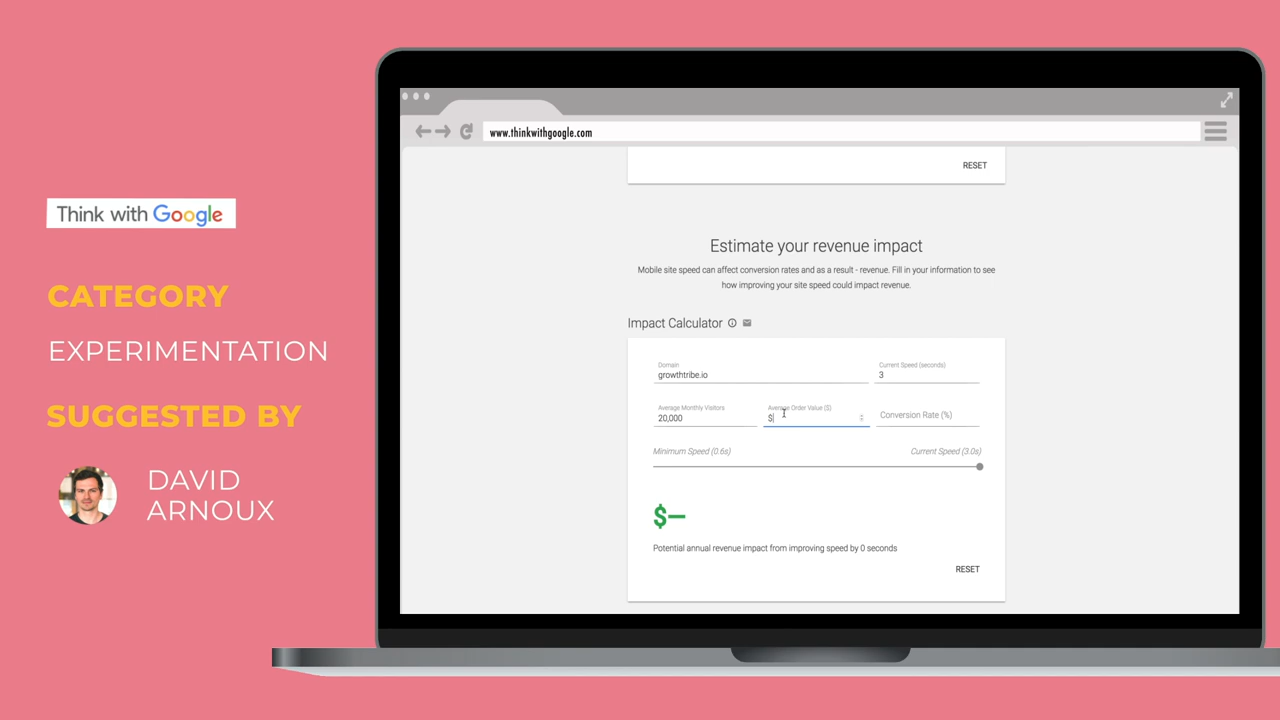 Think with Google
CATEGORY
EXPERIMENTATION
SUGGESTED BY
DAVID
ARNOUX
www.thinkwithgoogle.com
RESET
Estimate your revenue impact
Mobile site speed can affect conversion rates and as a result - revenue. Fill in your information to see
how improving your site speed could impact revenue.
Impact Calculator
Domain
growthtribe.io
Current Speed (seconds)
3
Average Monthly Visitors
20,000
Average Order Value ($)
$
Conversion Rate (%)
Minimum Speed (0.6s)
Current Speed (3.0s)
$–
Potential annual revenue impact from improving speed by 0 seconds
RESET